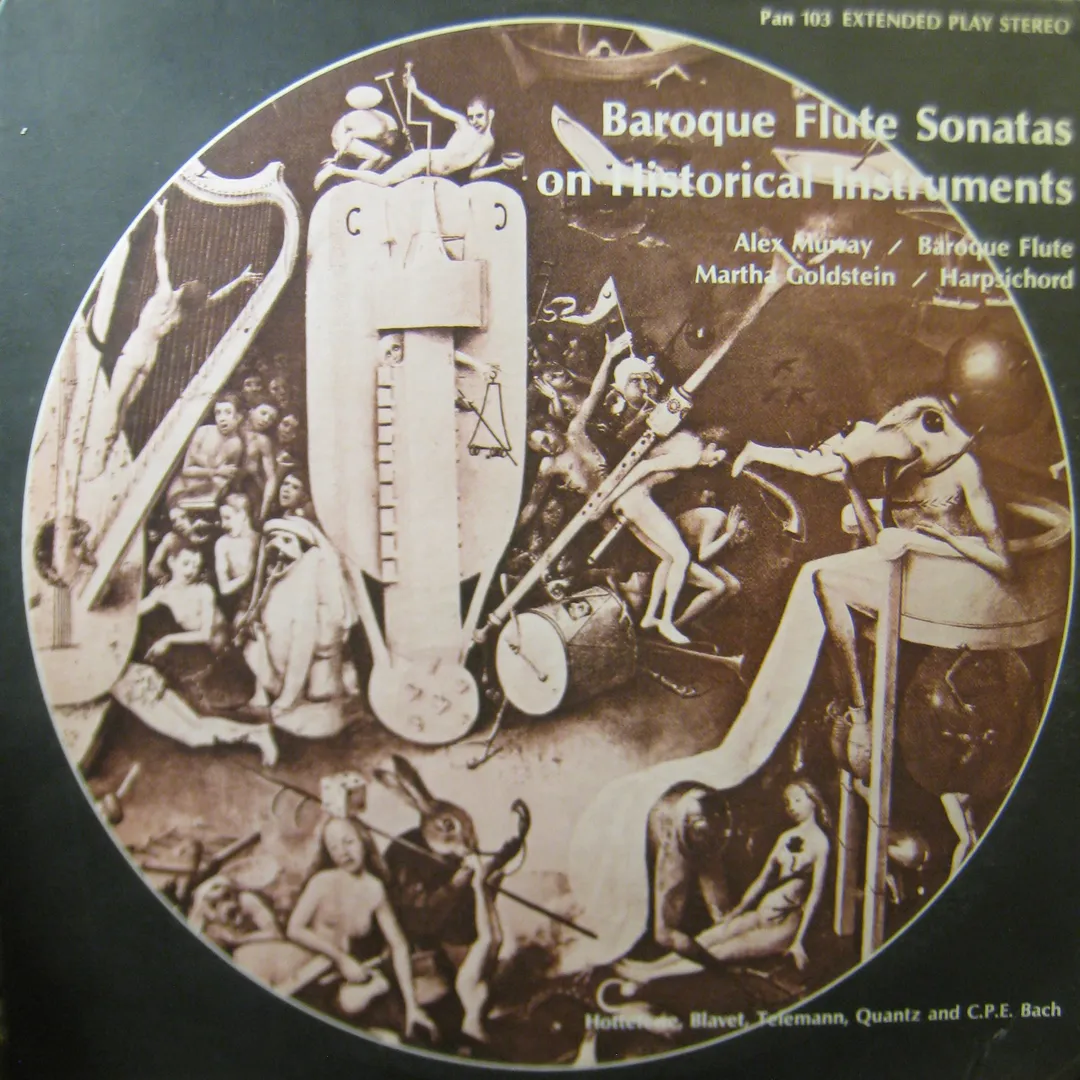 Pan 103 EXTENDED PLAY STEREO
Baroque Flute Sonatas
on Historical Instruments
Alex Murray / Baroque Flute
Martha Goldstein / Harpsichord
Hotteterre, Blavet, Telemann, Quantz and C.P.E. Bach